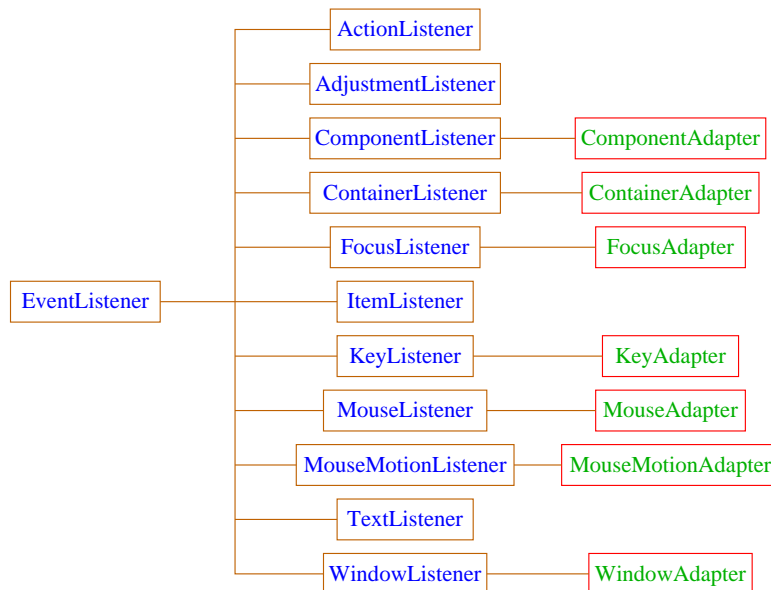 ActionListener
AdjustmentListener
ComponentListener ComponentAdapter
ContainerListener ContainerAdapter
FocusListener FocusAdapter
EventListener ItemListener
KeyListener KeyAdapter
MouseListener MouseAdapter
MouseMotionListener MouseMotionAdapter
TextListener
WindowListener WindowAdapter